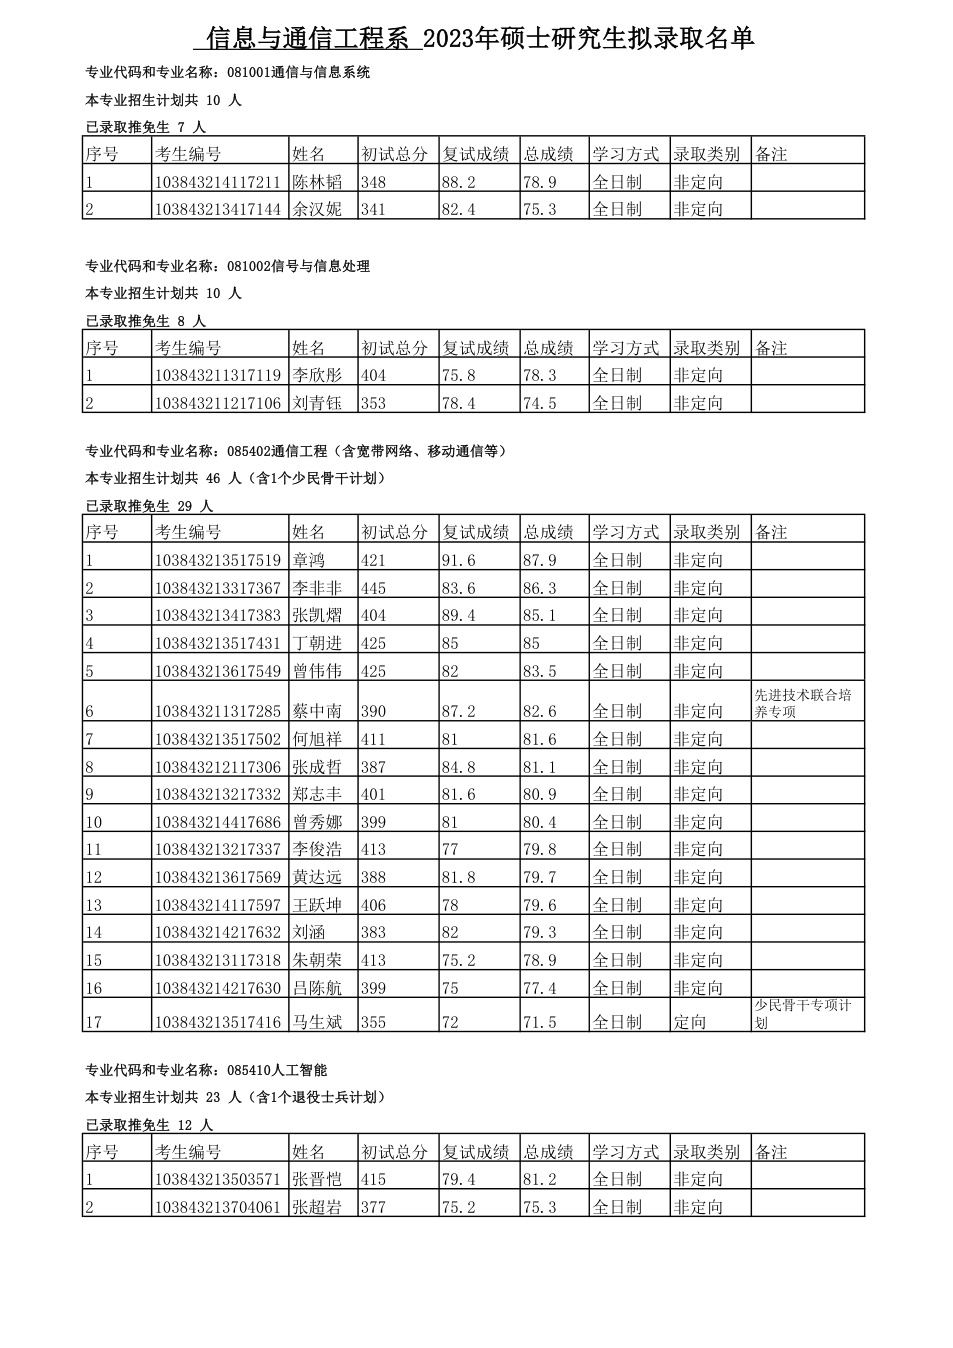 信息与通信工程系 2023年硕士研究生拟录取名单
专业代码和专业名称：081001通信与信息系统
本专业招生计划共 10 人
已录取推免生 7 人
序号 考生编号 姓名 初试总分 复试成绩 总成绩 学习方式 录取类别 备注
1 103843214117211 陈林韬 348 88.2 78.9 全日制 非定向
2 103843213417144 余汉妮 341 82.4 75.3 全日制 非定向
专业代码和专业名称：081002信号与信息处理
本专业招生计划共 10 人
已录取推免生 8 人
序号 考生编号 姓名 初试总分 复试成绩 总成绩 学习方式 录取类别 备注
1 103843211317119 李欣彤 404 75.8 78.3 全日制 非定向
2 103843211217106 刘青钰 353 78.4 74.5 全日制 非定向
专业代码和专业名称：085402通信工程（含宽带网络、移动通信等）
本专业招生计划共 46 人（含1个少民骨干计划）
已录取推免生 29 人
序号 考生编号 姓名 初试总分 复试成绩 总成绩 学习方式 录取类别 备注
1 103843213517519 章鸿 421 91.6 87.9 全日制 非定向
2 103843213317367 李非非 445 83.6 86.3 全日制 非定向
3 103843213417383 张凯熠 404 89.4 85.1 全日制 非定向
4 103843213517431 丁朝进 425 85 85 全日制 非定向
5 103843213617549 曾伟伟 425 82 83.5 全日制 非定向
6 103843211317285 蔡中南 390 87.2 82.6 全日制 非定向 先进技术联合培
养专项
7 103843213517502 何旭祥 411 81 81.6 全日制 非定向
8 103843212117306 张成哲 387 84.8 81.1 全日制 非定向
9 103843213217332 郑志丰 401 81.6 80.9 全日制 非定向
10 103843214417686 曾秀娜 399 81 80.4 全日制 非定向
11 103843213217337 李俊浩 413 77 79.8 全日制 非定向
12 103843213617569 黄达远 388 81.8 79.7 全日制 非定向
13 103843214117597 王跃坤 406 78 79.6 全日制 非定向
14 103843214217632 刘涵 383 82 79.3 全日制 非定向
15 103843213117318 朱朝荣 413 75.2 78.9 全日制 非定向
16 103843214217630 吕陈航 399 75 77.4 全日制 非定向
17 103843213517416 马生斌 355 72 71.5 全日制 定向 少民骨干专项计
划
专业代码和专业名称：085410人工智能
本专业招生计划共 23 人（含1个退役士兵计划）
已录取推免生 12 人
序号 考生编号 姓名 初试总分 复试成绩 总成绩 学习方式 录取类别 备注
1 103843213503571 张晋恺 415 79.4 81.2 全日制 非定向
2 103843213704061 张超岩 377 75.2 75.3 全日制 非定向